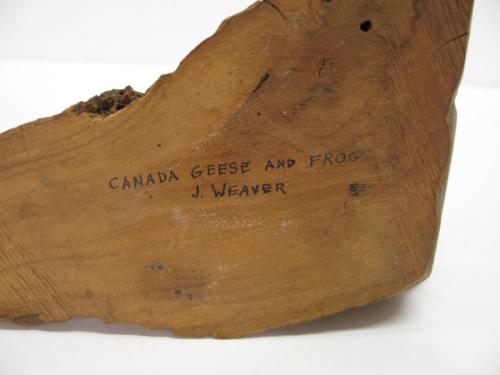 CANADA GEESE AND FROG
J. WEAVER